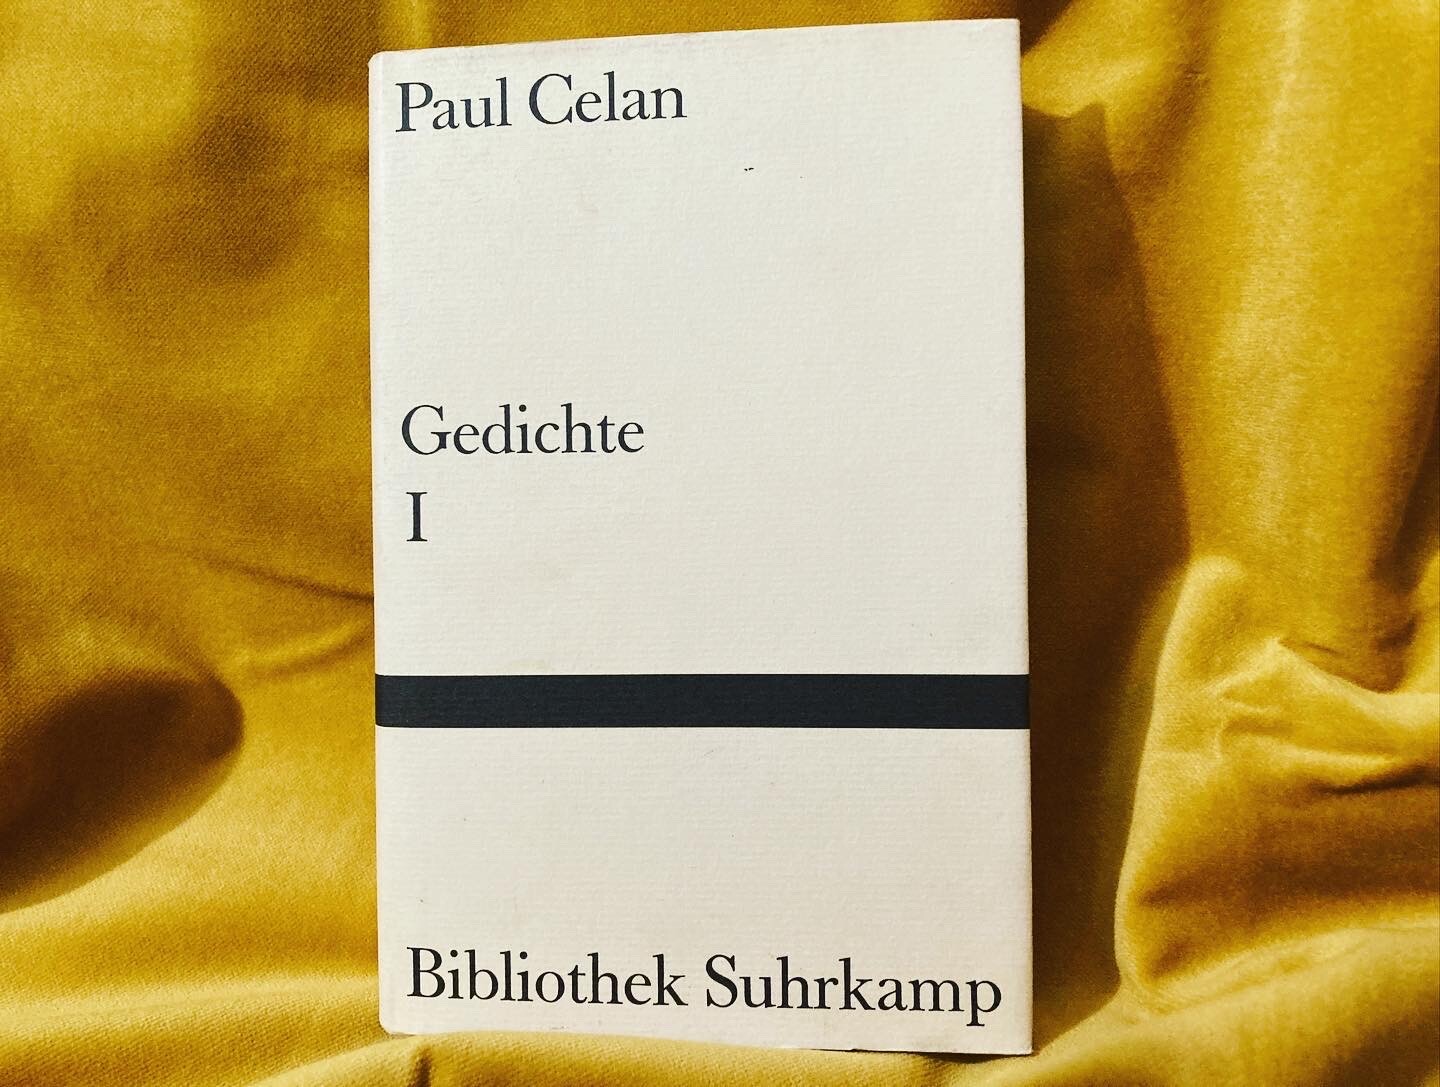 Paul Celan
Gedichte
I
Bibliothek Suhrkamp